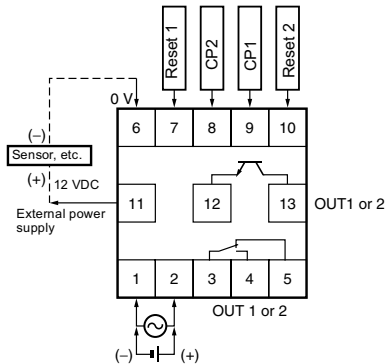 Reset 1
CP2
CP1
Reset 2
0 V
6
7
8
9
10
(−)
Sensor, etc.
(+)
12 VDC
External power
supply
11
12
13
OUT1 or 2
1
2
3
4
5
OUT 1 or 2
(−)
(+)